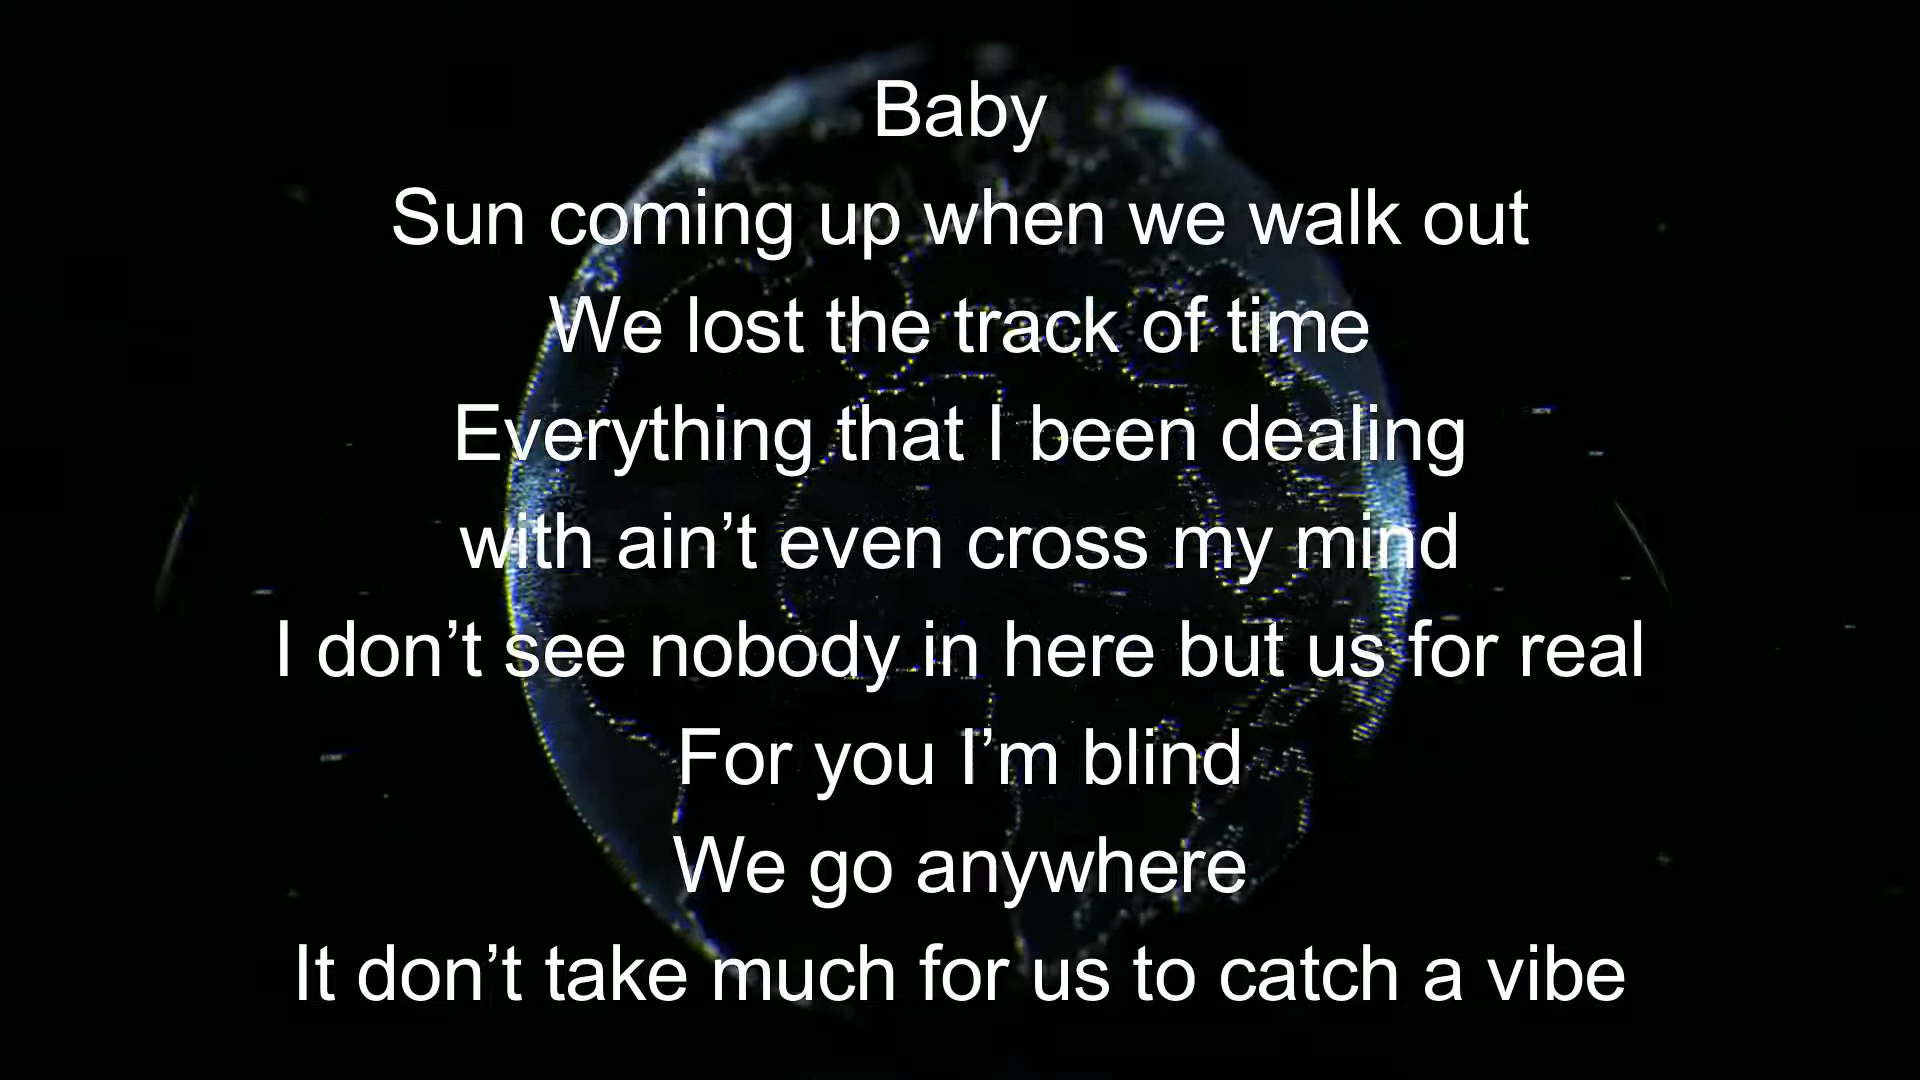 Baby
Sun coming up when we walk out
We lost the track of time
Everything that I been dealing
with ain’t even cross my mind
I don’t see nobody in here but us for real
For you I’m blind
We go anywhere
It don’t take much for us to catch a vibe